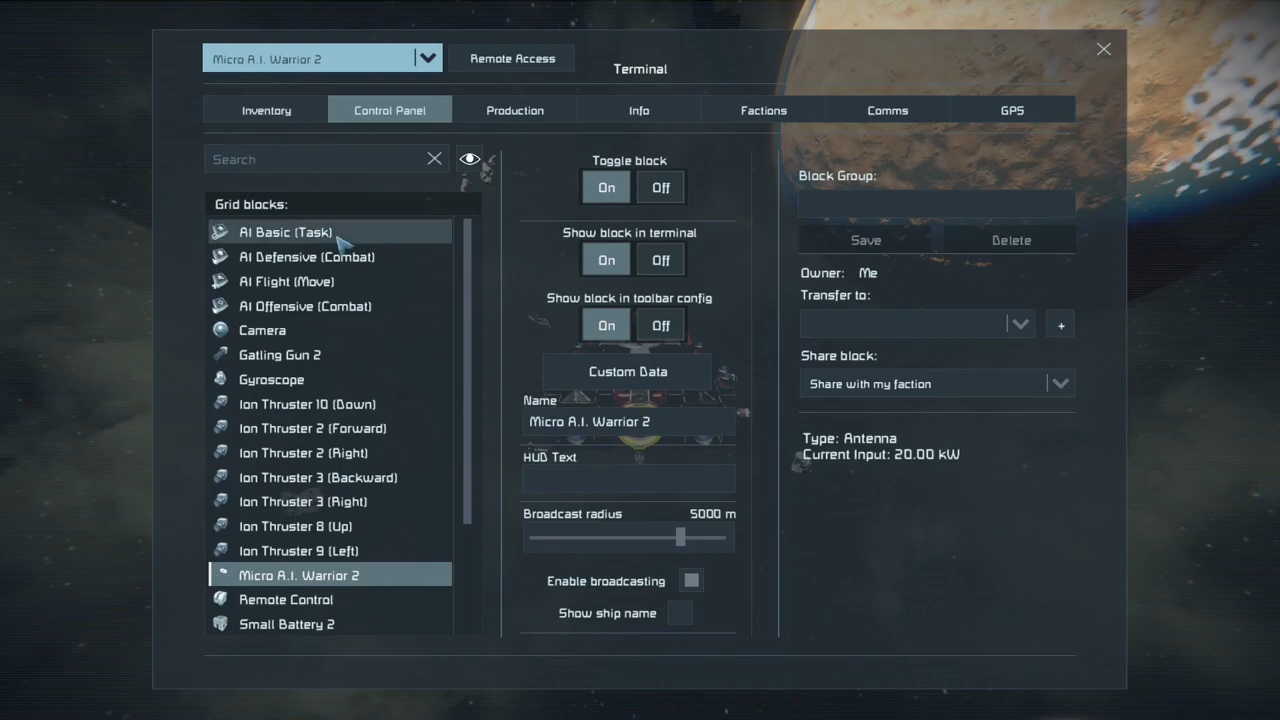 Micro A.I. Warrior 2
Remote Access
Terminal
Inventory
Control Panel
Production
Info
Factions
Comms
GPS
Search
Grid blocks:
AI Basic (Task)
AI Defensive (Combat)
AI Flight (Move)
AI Offensive (Combat)
Camera
Gatling Gun 2
Gyroscope
Ion Thruster 10 (Down)
Ion Thruster 2 (Forward)
Ion Thruster 2 (Right)
Ion Thruster 3 (Backward)
Ion Thruster 3 (Right)
Ion Thruster 8 (Up)
Ion Thruster 9 (Left)
Micro A.I. Warrior 2
Remote Control
Small Battery 2
Toggle block
On Off
Show block in terminal
On Off
Show block in toolbar config
On Off
Custom Data
Name
Micro A.I. Warrior 2
HUD Text
Broadcast radius 5000 m
Enable broadcasting
Show ship name
Block Group:
Save Delete
Owner: Me
Transfer to:
+
Share block:
Share with my faction
Type: Antenna
Current Input: 20.00 kW